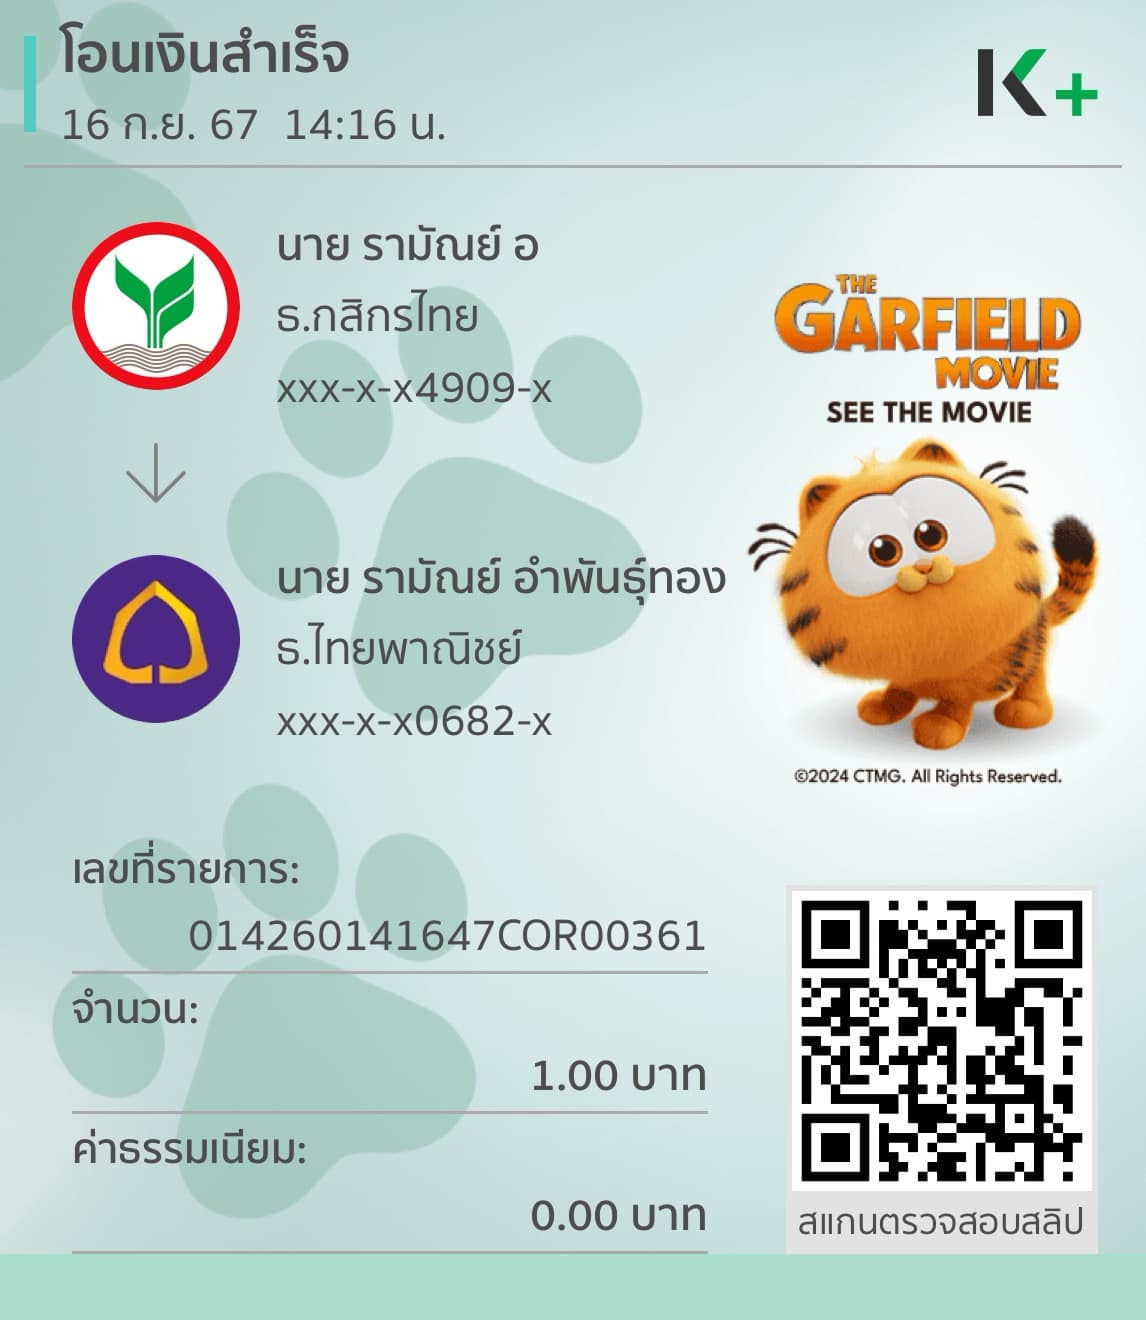 โอนเงินสำเร็จ
16 ก.ย. 67 14:16 น.
K+
นาย รามัณย์ อ
ธ.กสิกรไทย
xxx-x-x4909-x
นาย รามัณย์ อำพันธุ์ทอง
ธ.ไทยพาณิชย์
xxx-x-x0682-x
THE
GARFIELD
MOVIE
SEE THE MOVIE
©2024 CTMG. All Rights Reserved.
เลขที่รายการ:
014260141647COR00361
จำนวน:
1.00 บาท
ค่าธรรมเนียม:
0.00 บาท
สแกนตรวจสอบสลิป